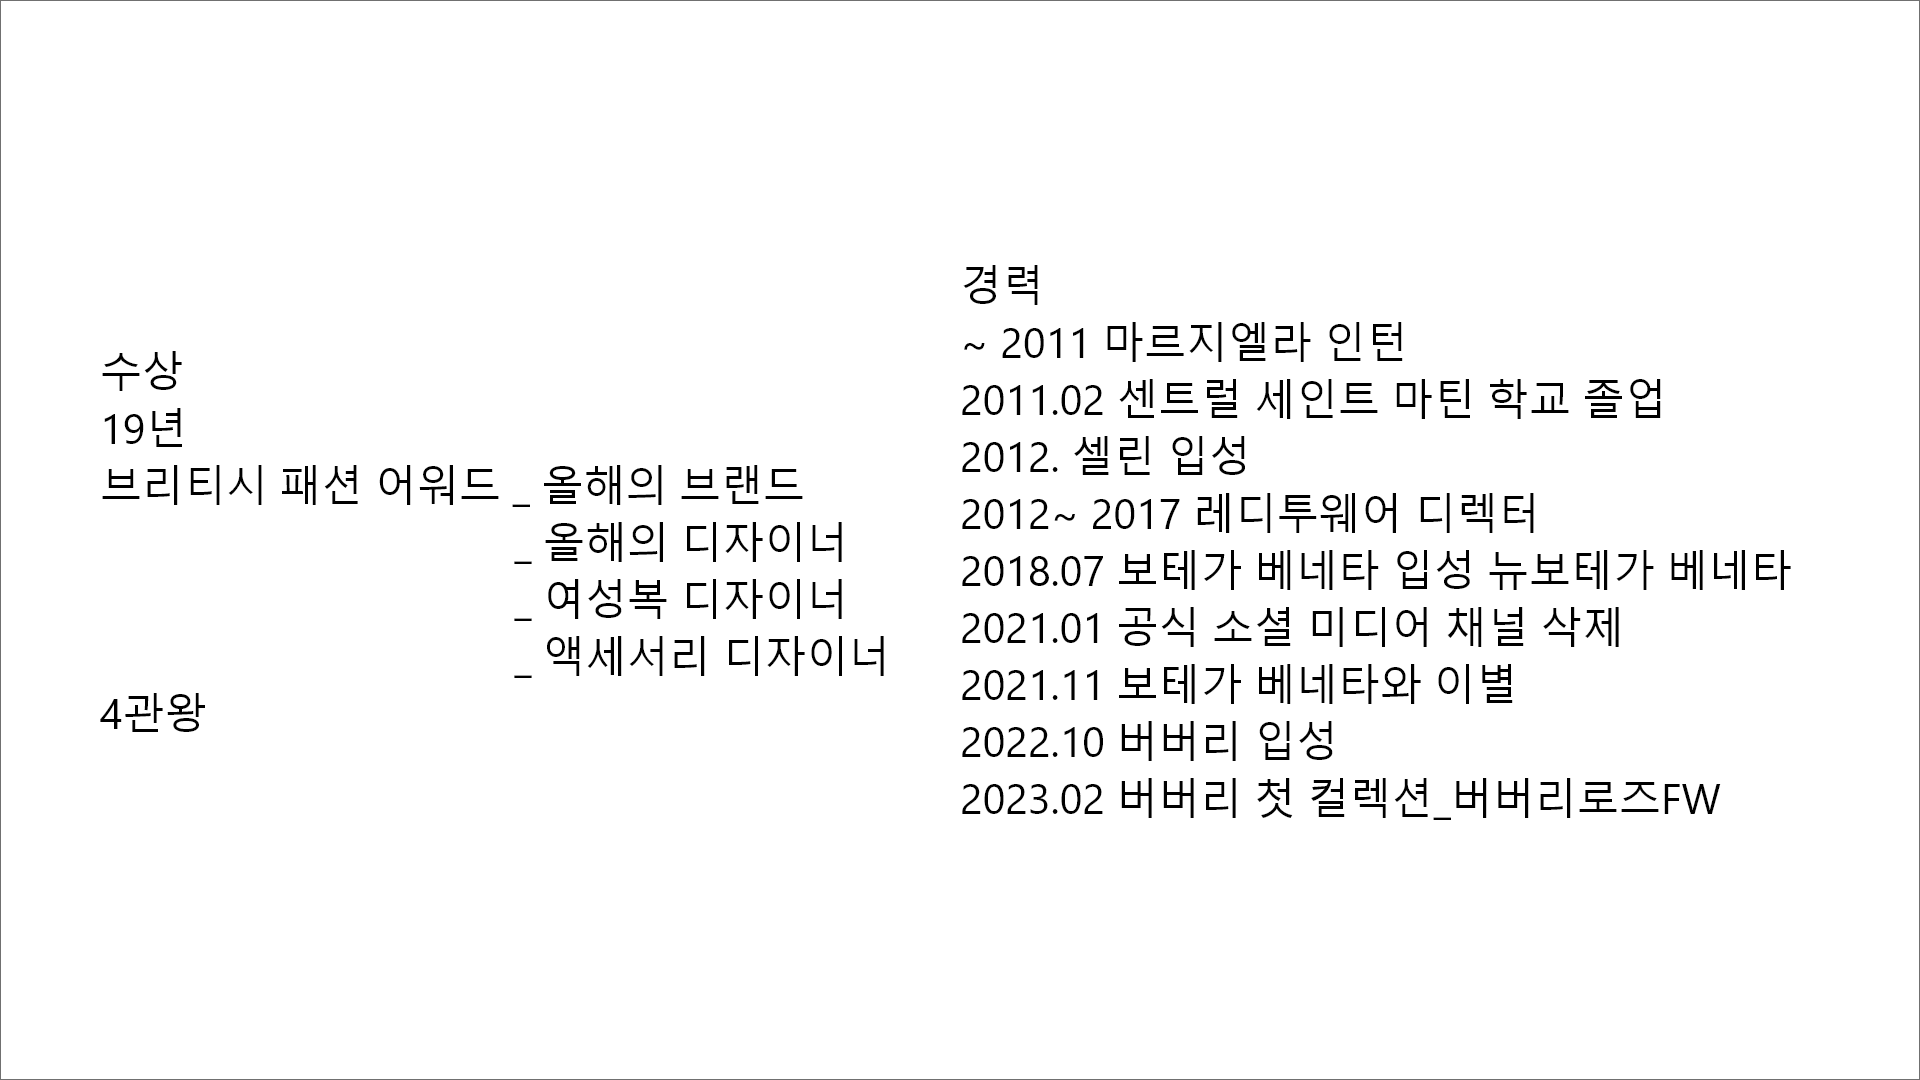 수상
19년
브리티시 패션 어워드 _ 올해의 브랜드
_ 올해의 디자이너
_ 여성복 디자이너
_ 액세서리 디자이너
4관왕
경력
~ 2011 마르지엘라 인턴
2011.02 센트럴 세인트 마틴 학교 졸업
2012. 셀린 입성
2012~ 2017 레디투웨어 디렉터
2018.07 보테가 베네타 입성 뉴보테가 베네타
2021.01 공식 소셜 미디어 채널 삭제
2021.11 보테가 베네타와 이별
2022.10 버버리 입성
2023.02 버버리 첫 컬렉션_버버리로즈FW